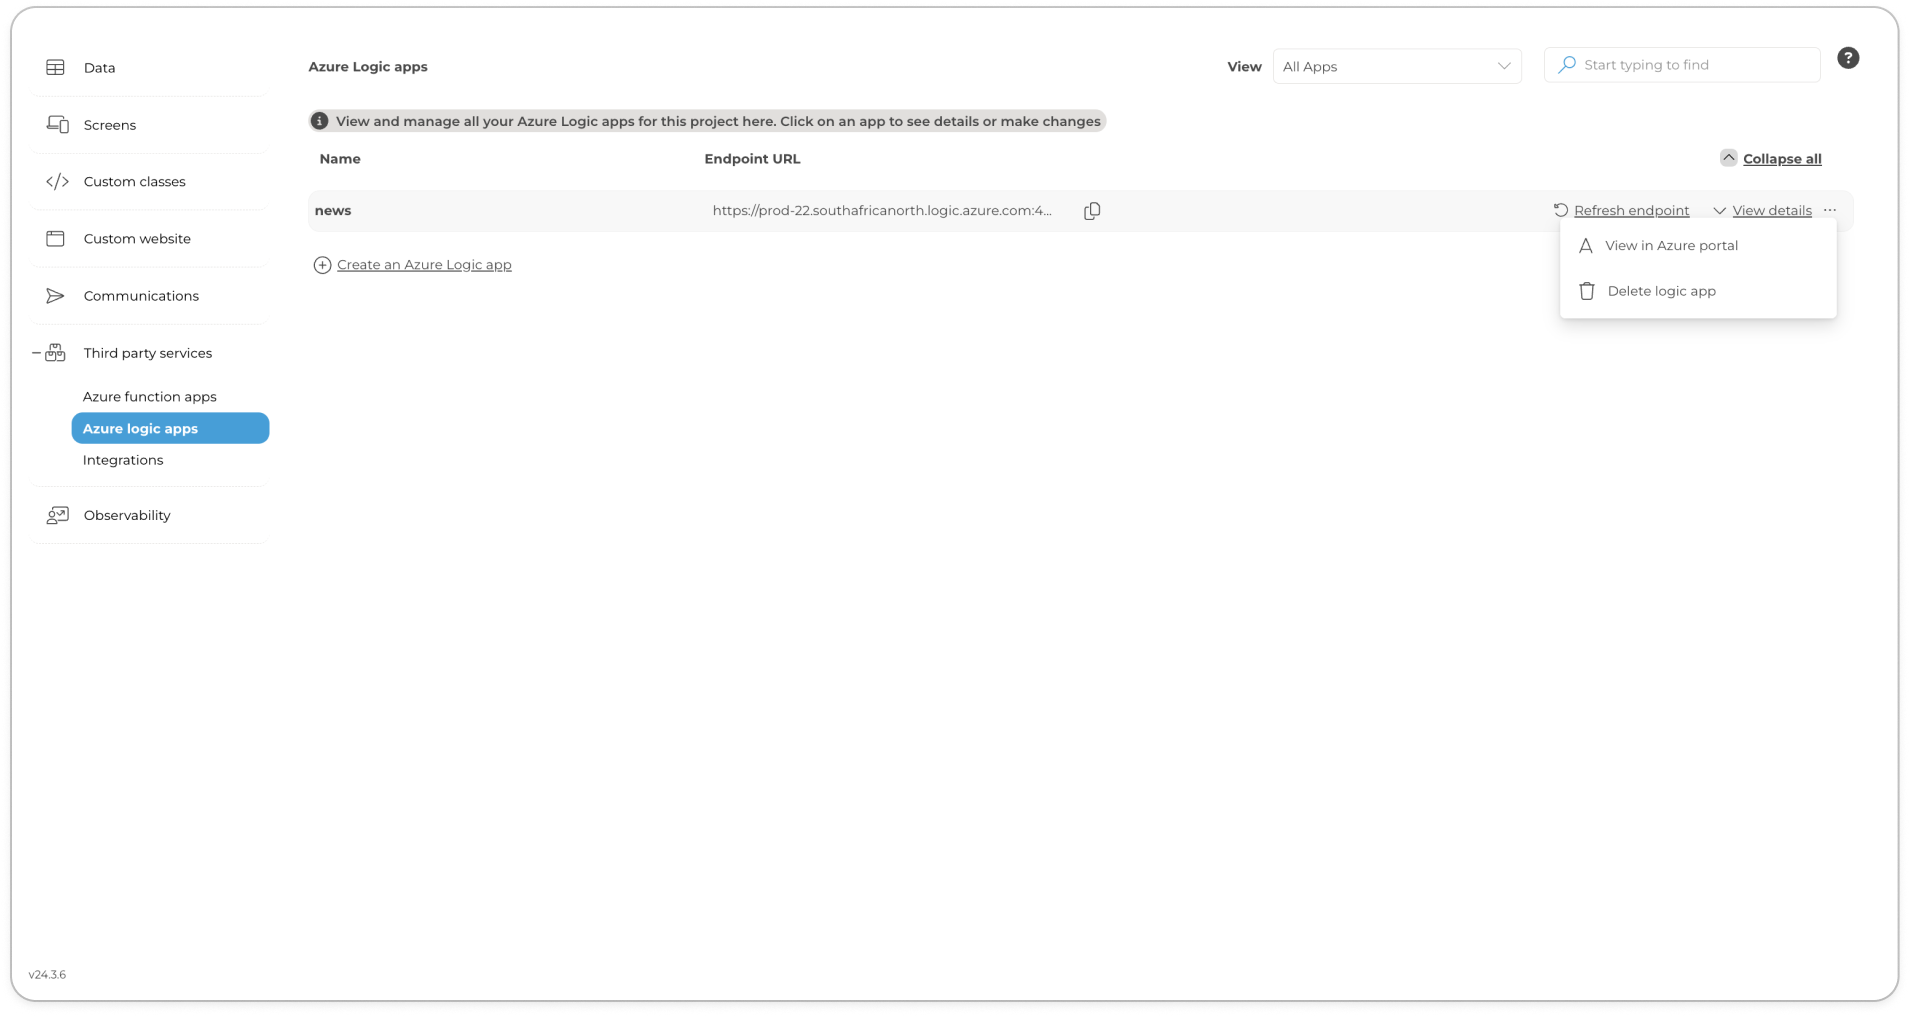 Data
Screens
Custom classes
Custom website
Communications
Third party services
Azure function apps
Azure logic apps
Integrations
Observability
v24.3.6
Azure Logic apps
View
All Apps
Start typing to find
?
View and manage all your Azure Logic apps for this project here. Click on an app to see details or make changes
Name
Endpoint URL
Collapse all
news
https://prod-22.southafricanorth.logic.azure.com:4...
Refresh endpoint
View details
...
View in Azure portal
Delete logic app
Create an Azure Logic app